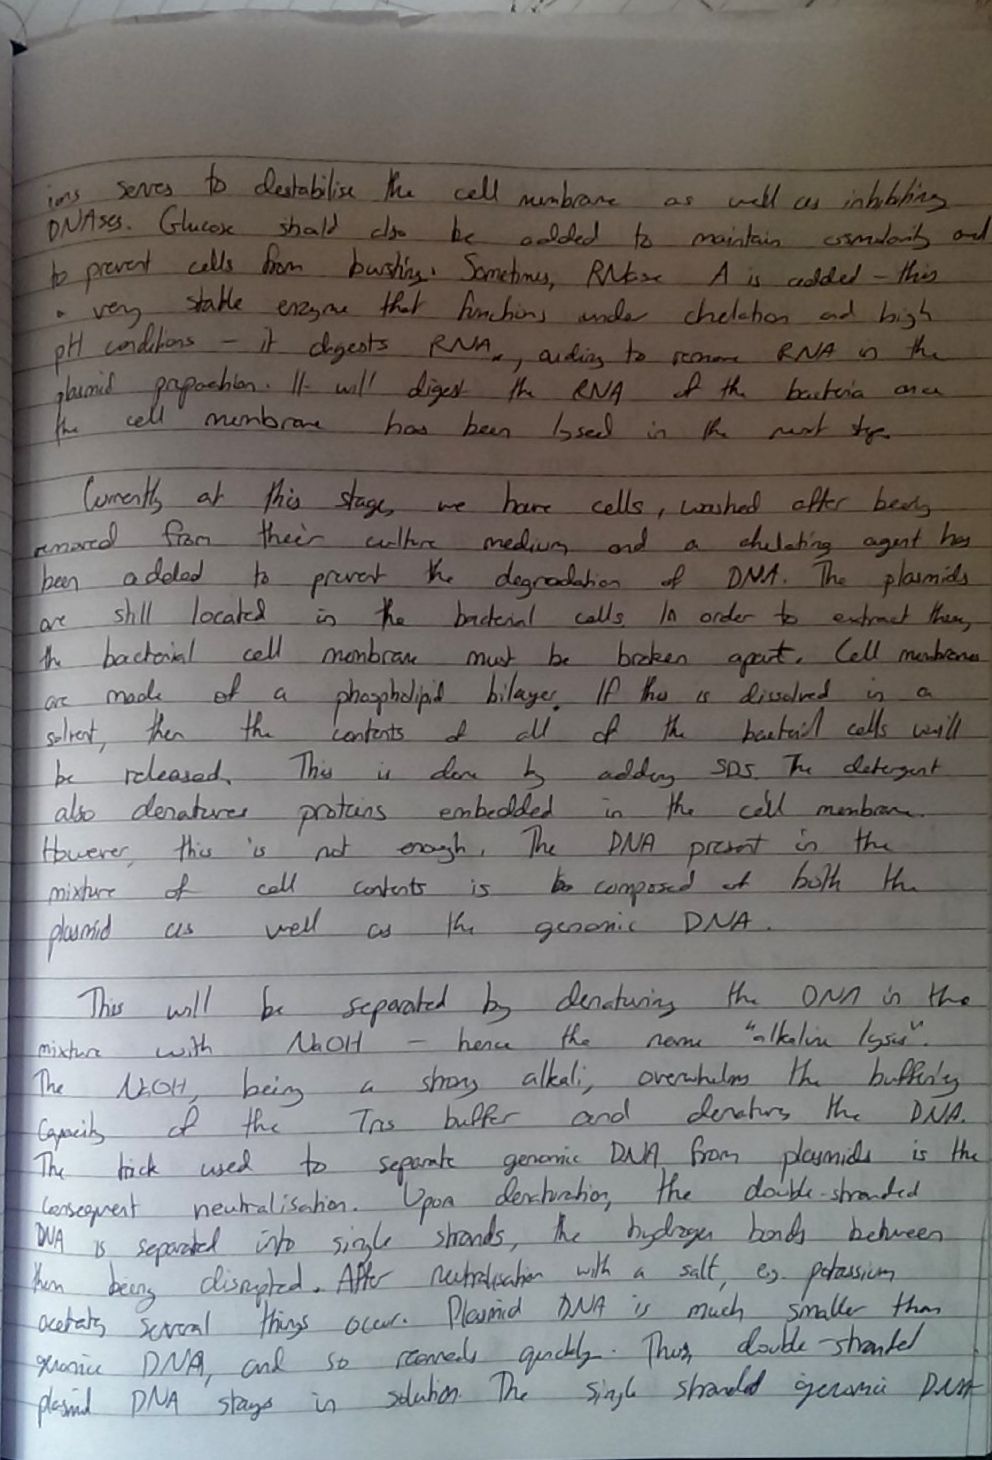 ions serves to destabilise the cell membrane as well as inhibiting
DNAses. Glucose should also be added to maintain osmolarity and
to prevent cells from bursting. Sometimes, RNase A is added - this
a very stable enzyme that functions under chelation and high
pH conditions - it digests RNA, aiding to remove RNA in the
plasmid preparation. It will digest the RNA of the bacteria once
the cell membrane has been lysed in the next stage.
Currently at this stage, we have cells, washed after being
removed from their culture medium and a chelating agent has
been added to prevent the degradation of DNA. The plasmids
are still located in the bacterial cells. In order to extract them,
the bacterial cell membrane must be broken apart. Cell membranes
are made of a phospholipid bilayer. If this is dissolved in a
solvent, then the contents of all of the bacterial cells will
be released. This is done by adding SDS. The detergent
also denatures proteins embedded in the cell membrane.
However, this is not enough. The DNA present in the
mixture of cell contents is composed of both the
plasmid as well as the genomic DNA.
This will be separated by denaturing the DNA in the
mixture with NaOH - hence the name "alkaline lysis".
The NaOH, being a strong alkali, overwhelms the buffering
capacity of the Tris buffer and denatures the DNA.
The trick used to separate genomic DNA from plasmids is the
consequent neutralisation. Upon denaturation, the double-stranded
DNA is separated into single strands, the hydrogen bonds between
them being disrupted. After neutralisation with a salt, e.g. potassium
acetate, several things occur. Plasmid DNA is much smaller than
genomic DNA, and so reanneals quickly. Thus, double-stranded
plasmid DNA stays in solution. The single stranded genomic DNA